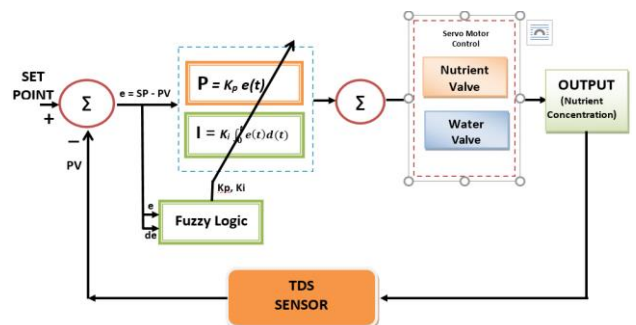 Servo Motor
Control
SET
POINT
+
Σ
−
PV
e = SP - PV
P = Kp e(t)
I = Ki ∫₀ᵗ e(t)d(t)
Σ
Nutrient
Valve
Water
Valve
OUTPUT
(Nutrient
Concentration)
Kp, Ki
e
de
Fuzzy Logic
TDS
SENSOR